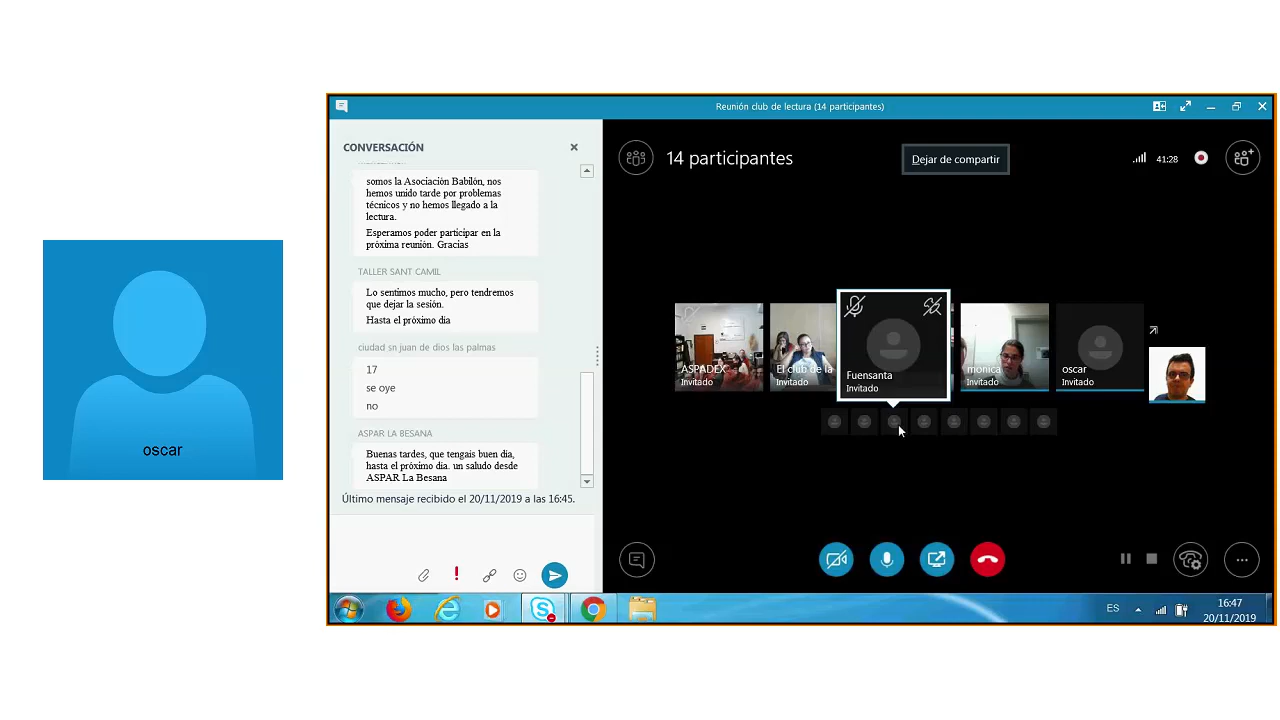 oscar
Reunión club de lectura (14 participantes)
CONVERSACIÓN
somos la Asociación Babilón, nos
hemos unido tarde por problemas
técnicos y no hemos llegado a la
lectura.
Esperamos poder participar en la
próxima reunión. Gracias
TALLER SANT CAMIL
Lo sentimos mucho, pero tendremos
que dejar la sesión.
Hasta el próximo día
ciudad sn juan de dios las palmas
17
se oye
no
ASPAR LA BESANA
Buenas tardes, que tengais buen dia,
hasta el próximo dia. un saludo desde
ASPAR La Besana
Último mensaje recibido el 20/11/2019 a las 16:45.
14 participantes
Dejar de compartir
41:28
ASPADEX
Invitado
El club de la
Invitado
Fuensanta
Invitado
monica
Invitado
oscar
Invitado
ES
16:47
20/11/2019